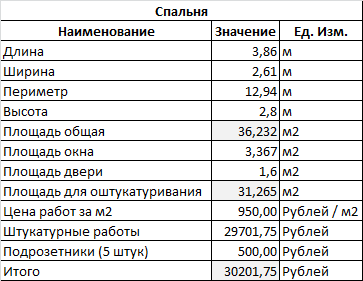 Спальня
Наименование Значение Ед. Изм.
Длина 3,86 м
Ширина 2,61 м
Периметр 12,94 м
Высота 2,8 м
Площадь общая 36,232 м2
Площадь окна 3,367 м2
Площадь двери 1,6 м2
Площадь для оштукатуривания 31,265 м2
Цена работ за м2 950,00 Рублей / м2
Штукатурные работы 29701,75 Рублей
Подрозетники (5 штук) 500,00 Рублей
Итого 30201,75 Рублей